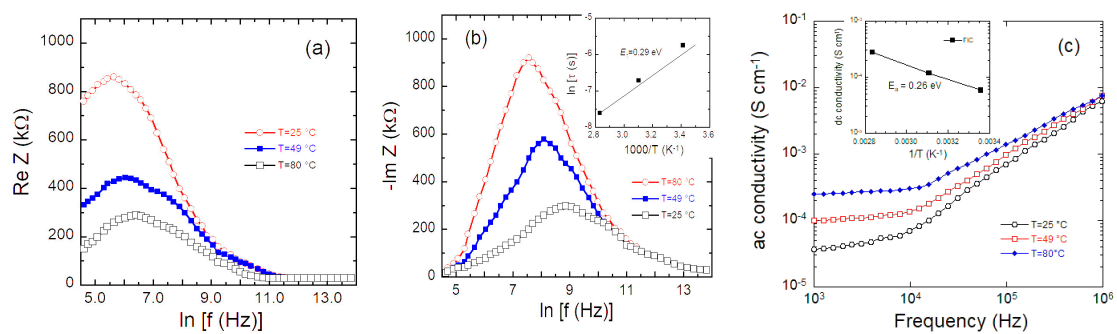 (a)
Re Z (kΩ)
1000
800
600
400
200
0
T=25 °C
T=49 °C
T=80 °C
5.0 7.0 9.0 11.0 13.0
ln [f (Hz)]
(b)
-Im Z (kΩ)
1000
800
600
400
200
0
T=80 °C
T=49 °C
T=25 °C
5 7 9 11 13
ln [f (Hz)]
ln [τ (s)]
-5
-6
-7
-8
2.8 3.0 3.2 3.4 3.6
1000/T (K⁻¹)
=0.29 eV
(c)
ac conductivity (S cm⁻¹)
10⁻¹
10⁻²
10⁻³
10⁻⁴
10⁻⁵
T=25 °C
T=49 °C
T=80°C
10³ 10⁴ 10⁵ 10⁶
Frequency (Hz)
dc conductivity (S cm
0.0028 0.0030 0.0032 0.0034
1/T (K⁻¹)
= 0.26 eV